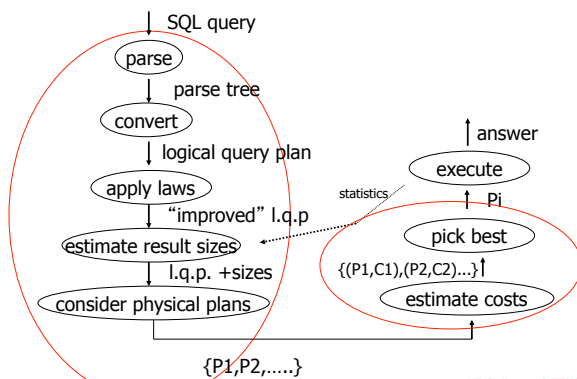 SQL query
parse
parse tree
convert
logical query plan
apply laws
“improved” l.q.p
estimate result sizes
l.q.p. +sizes
consider physical plans
{P1,P2,…..}
estimate costs
{(P1,C1),(P2,C2)...}
pick best
Pi
execute
answer
statistics